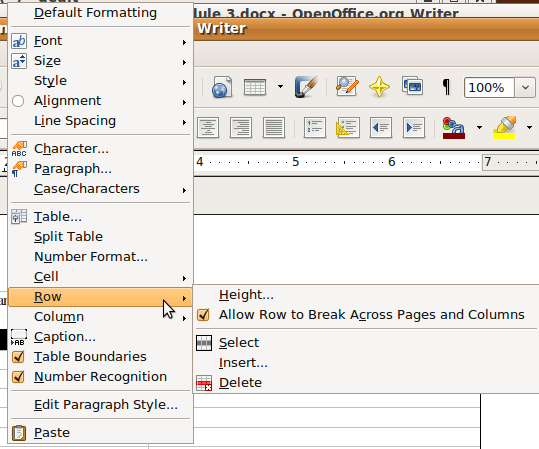 Default Formatting
dule 3.docx - OpenOffice.org Writer
Writer
Font
Size
Style
Alignment
Line Spacing
100%
Character...
Paragraph...
Case/Characters
4 5 6 7
Table...
Split Table
Number Format...
Cell
Row
Column
Caption...
Table Boundaries
Number Recognition
Edit Paragraph Style...
Paste
Height...
Allow Row to Break Across Pages and Columns
Select
Insert...
Delete